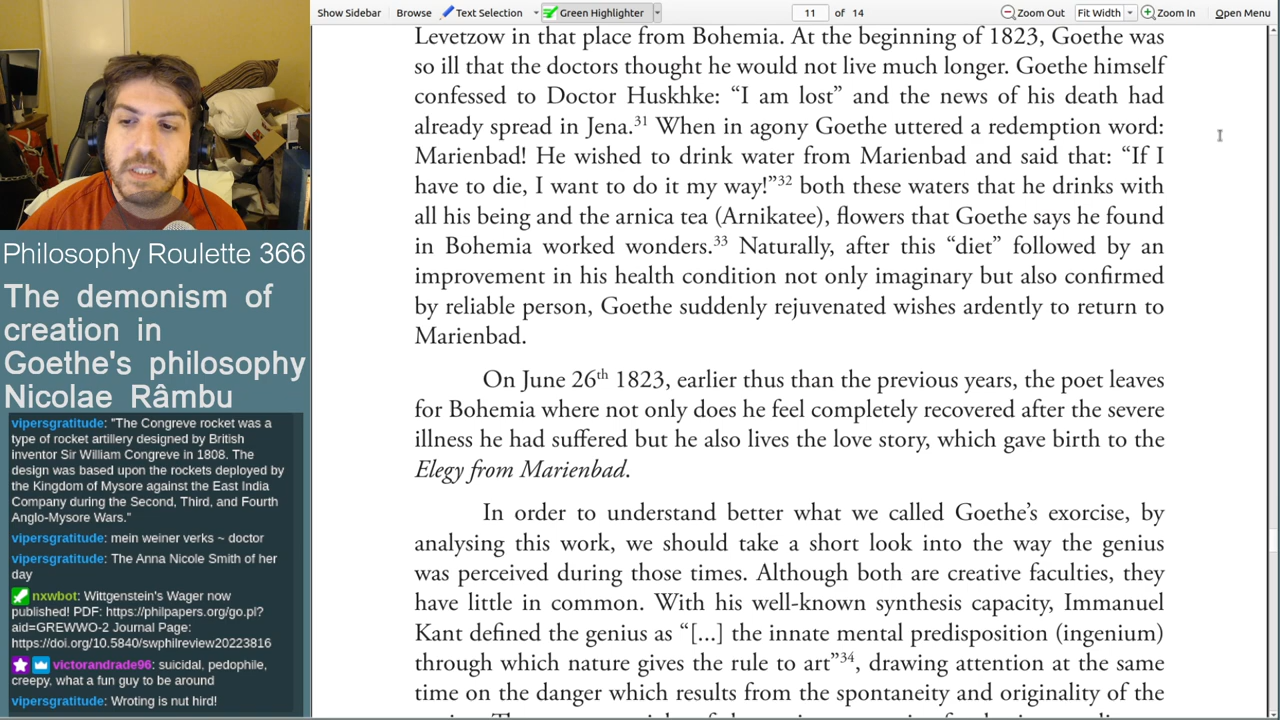 Show Sidebar Browse Text Selection Green Highlighter 11 of 14 Zoom Out Fit Width Zoom In Open Menu
Levetzow in that place from Bohemia. At the beginning of 1823, Goethe was
so ill that the doctors thought he would not live much longer. Goethe himself
confessed to Doctor Huskhke: “I am lost” and the news of his death had
already spread in Jena.31 When in agony Goethe uttered a redemption word:
Marienbad! He wished to drink water from Marienbad and said that: “If I
have to die, I want to do it my way!”32 both these waters that he drinks with
all his being and the arnica tea (Arnikatee), flowers that Goethe says he found
in Bohemia worked wonders.33 Naturally, after this “diet” followed by an
improvement in his health condition not only imaginary but also confirmed
by reliable person, Goethe suddenly rejuvenated wishes ardently to return to
Marienbad.
On June 26th 1823, earlier thus than the previous years, the poet leaves
for Bohemia where not only does he feel completely recovered after the severe
illness he had suffered but he also lives the love story, which gave birth to the
Elegy from Marienbad.
In order to understand better what we called Goethe’s exorcise, by
analysing this work, we should take a short look into the way the genius
was perceived during those times. Although both are creative faculties, they
have little in common. With his well-known synthesis capacity, Immanuel
Kant defined the genius as “[...] the innate mental predisposition (ingenium)
through which nature gives the rule to art”34, drawing attention at the same
time on the danger which results from the spontaneity and originality of the
Philosophy Roulette 366
The demonism of
creation in
Goethe's philosophy
Nicolae Râmbu
vipersgratitude: "The Congreve rocket was a
type of rocket artillery designed by British
inventor Sir William Congreve in 1808. The
design was based upon the rockets deployed by
the Kingdom of Mysore against the East India
Company during the Second, Third, and Fourth
Anglo-Mysore Wars."
vipersgratitude: mein weiner verks ~ doctor
vipersgratitude: The Anna Nicole Smith of her
day
nxwbot: Wittgenstein's Wager now
published! PDF: https://philpapers.org/go.pl?
aid=GREWWO-2 Journal Page:
https://doi.org/10.5840/swphilreview20223816
victorandrade96: suicidal, pedophile,
creepy, what a fun guy to be around
vipersgratitude: Wroting is nut hird!